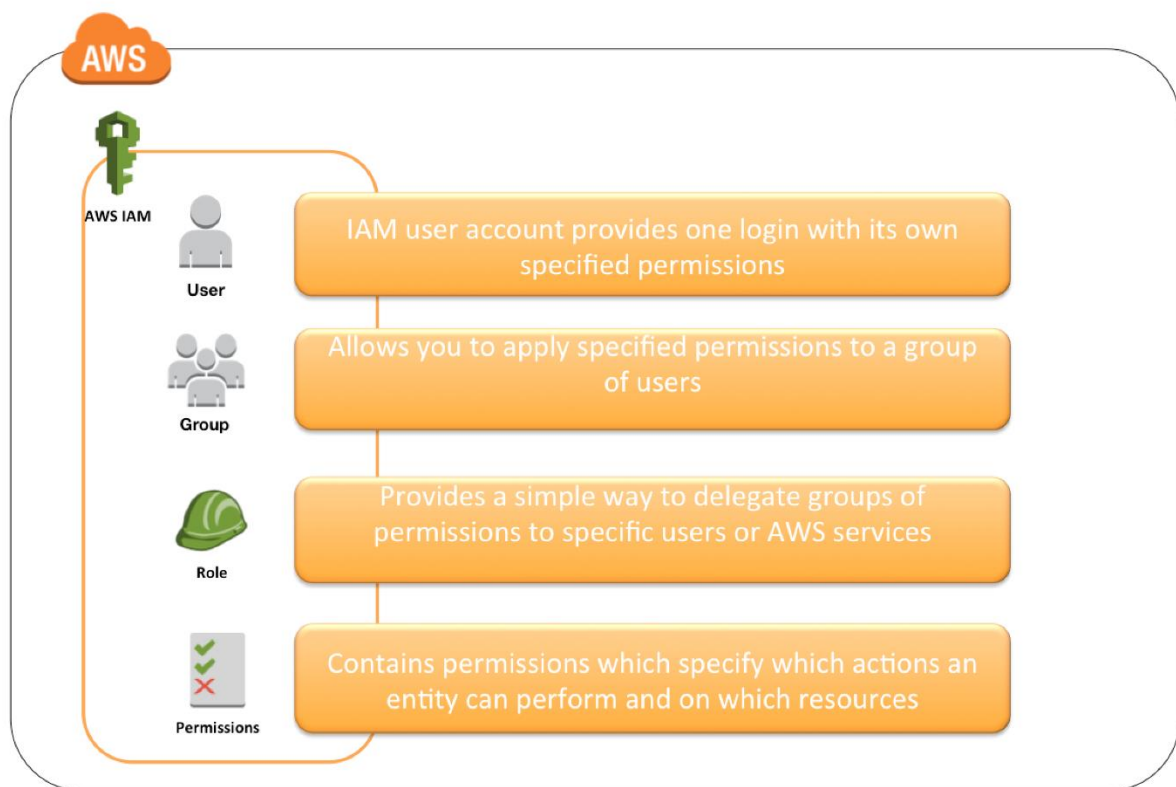 AWS
AWS IAM
User
IAM user account provides one login with its own
specified permissions
Group
Allows you to apply specified permissions to a group
of users
Role
Provides a simple way to delegate groups of
permissions to specific users or AWS services
Permissions
Contains permissions which specify which actions an
entity can perform and on which resources